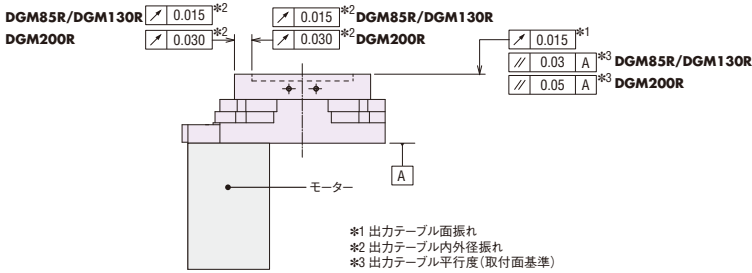 DGM85R/DGM130R ↗ 0.015 *2 ↗ 0.015 *2 DGM85R/DGM130R
DGM200R ↗ 0.030 *2 ↗ 0.030 *2 DGM200R
↗ 0.015 *1
// 0.03 A *3 DGM85R/DGM130R
// 0.05 A *3 DGM200R
A
モーター
*1 出力テーブル面振れ
*2 出力テーブル内外径振れ
*3 出力テーブル平行度(取付面基準)